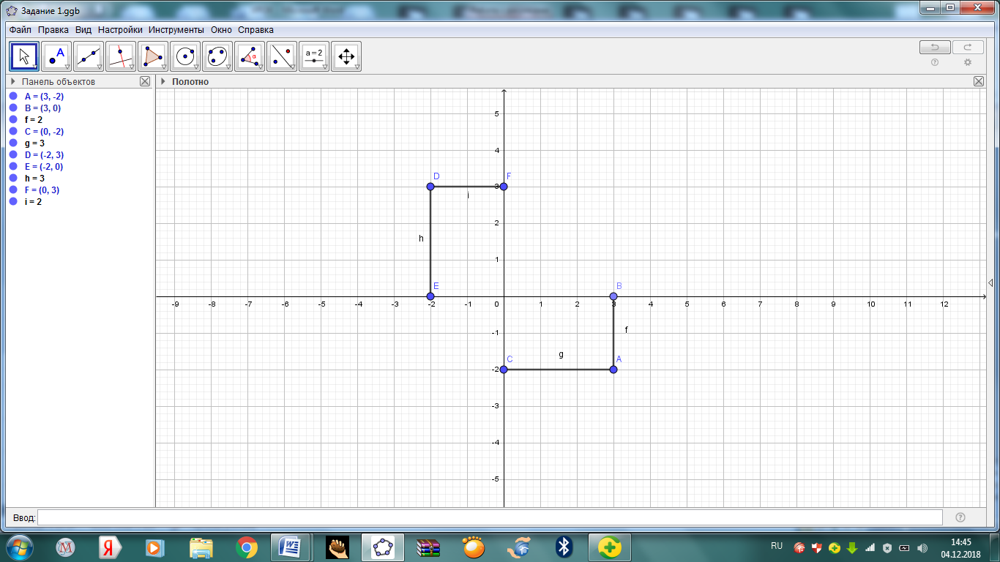 Задание 1.ggb
Файл Правка Вид Настройки Инструменты Окно Справка
A
α
a = 2
Панель объектов
Полотно
A = (3, -2)
B = (3, 0)
f = 2
C = (0, -2)
g = 3
D = (-2, 3)
E = (-2, 0)
h = 3
F = (0, 3)
i = 2
5
4
D F
3
i
2
h
1
E B
-9 -8 -7 -6 -5 -4 -3 -2 -1 0 1 2 3 4 5 6 7 8 9 10 11 12
-1
f
g
C A
-2
-3
-4
-5
Ввод:
M
Я
W
RU
14:45
04.12.2018